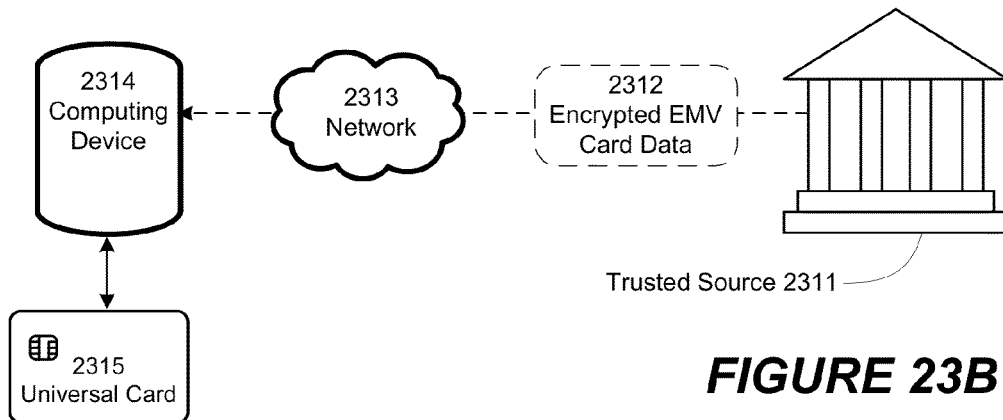 2314
Computing
Device
2313
Network
2312
Encrypted EMV
Card Data
Trusted Source 2311
2315
Universal Card
FIGURE 23B